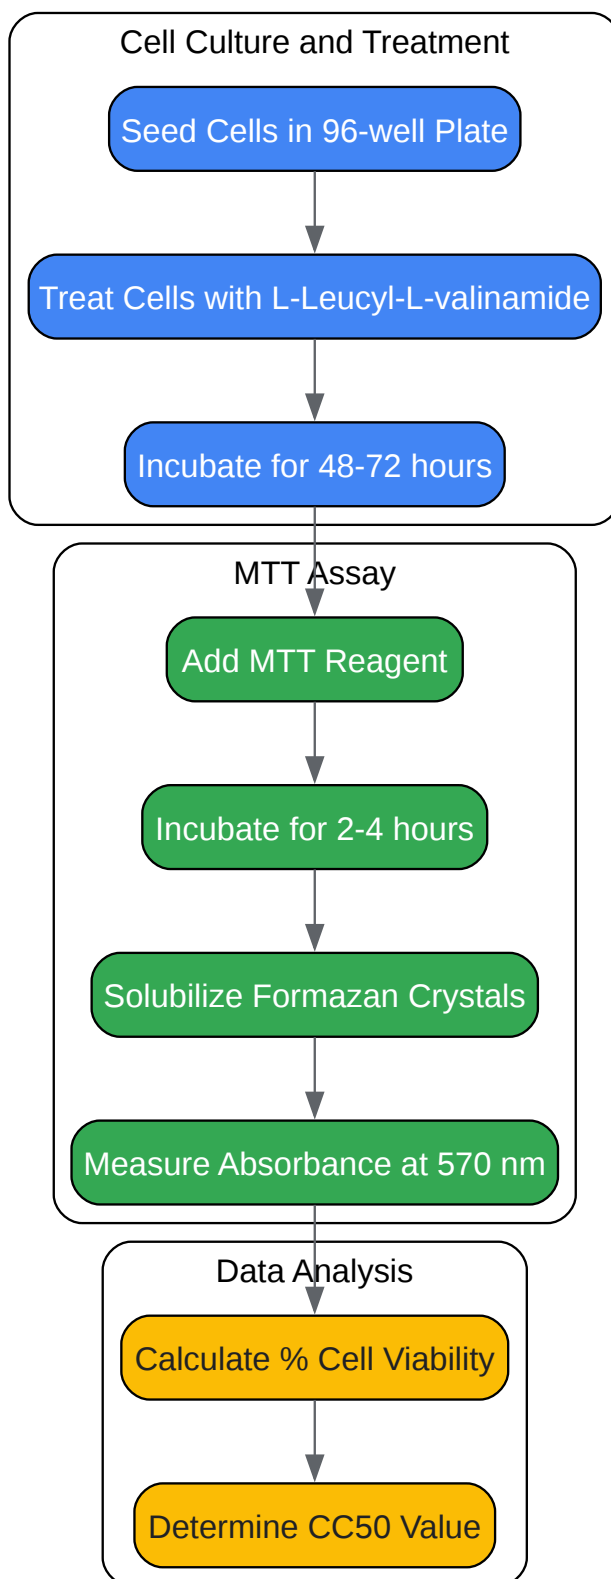 Cell Culture and Treatment
Seed Cells in 96-well Plate
Treat Cells with L-Leucyl-L-valinamide
Incubate for 48-72 hours
MTT Assay
Add MTT Reagent
Incubate for 2-4 hours
Solubilize Formazan Crystals
Measure Absorbance at 570 nm
Data Analysis
Calculate % Cell Viability
Determine CC50 Value